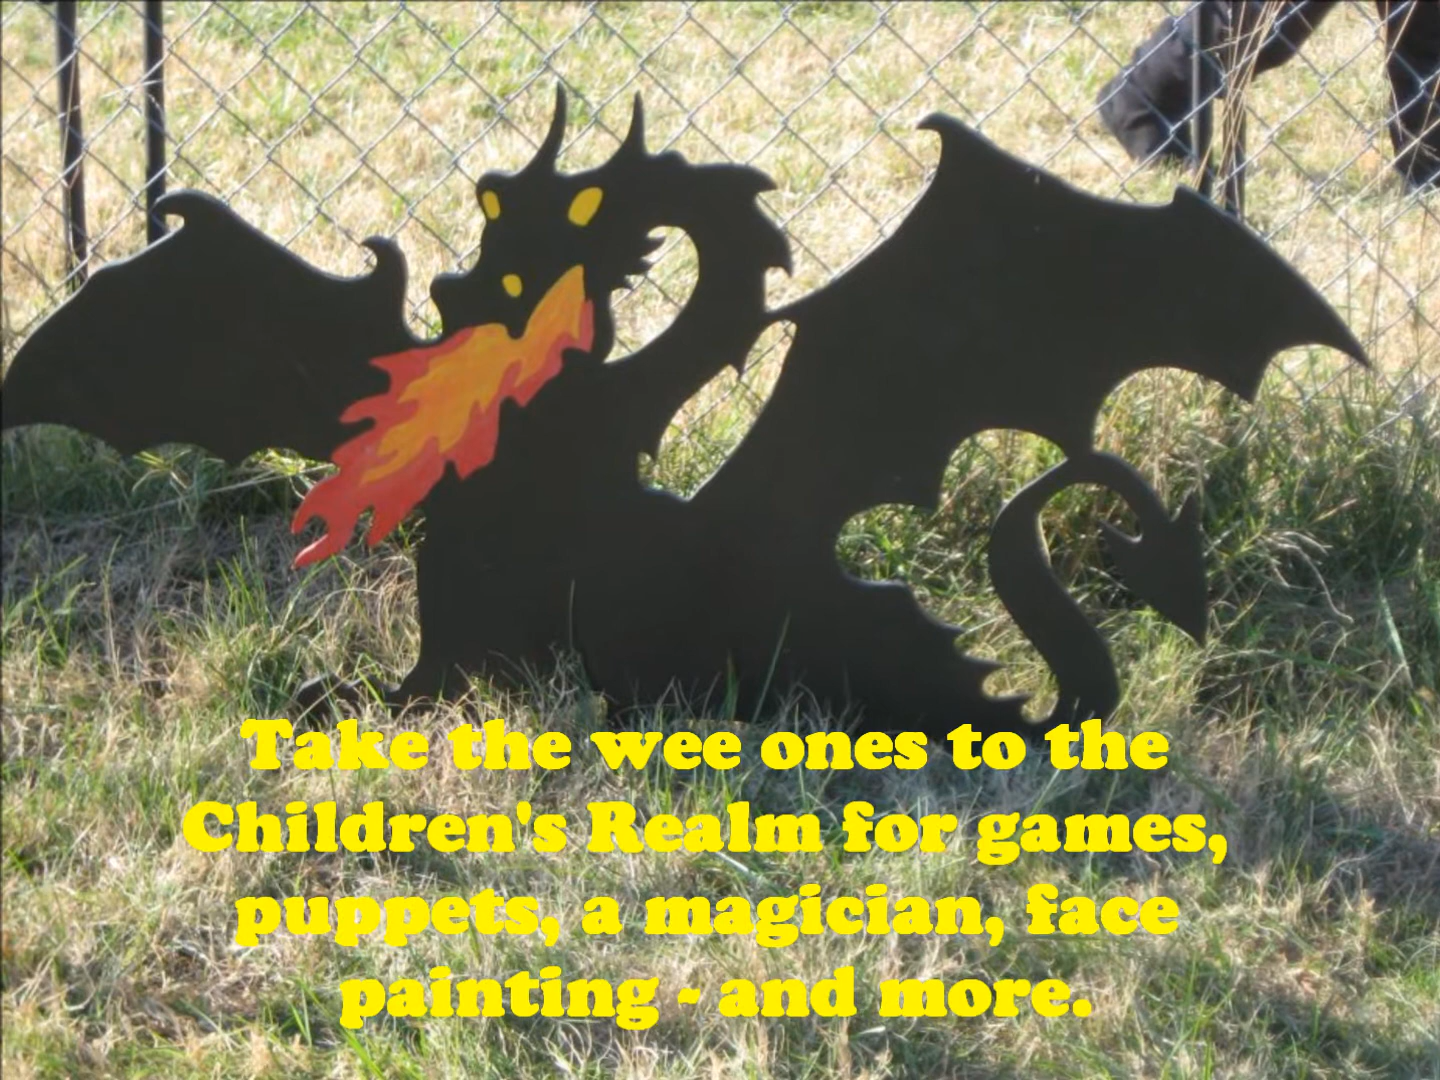 Take the wee ones to the
Children's Realm for games,
puppets, a magician, face
painting - and more.